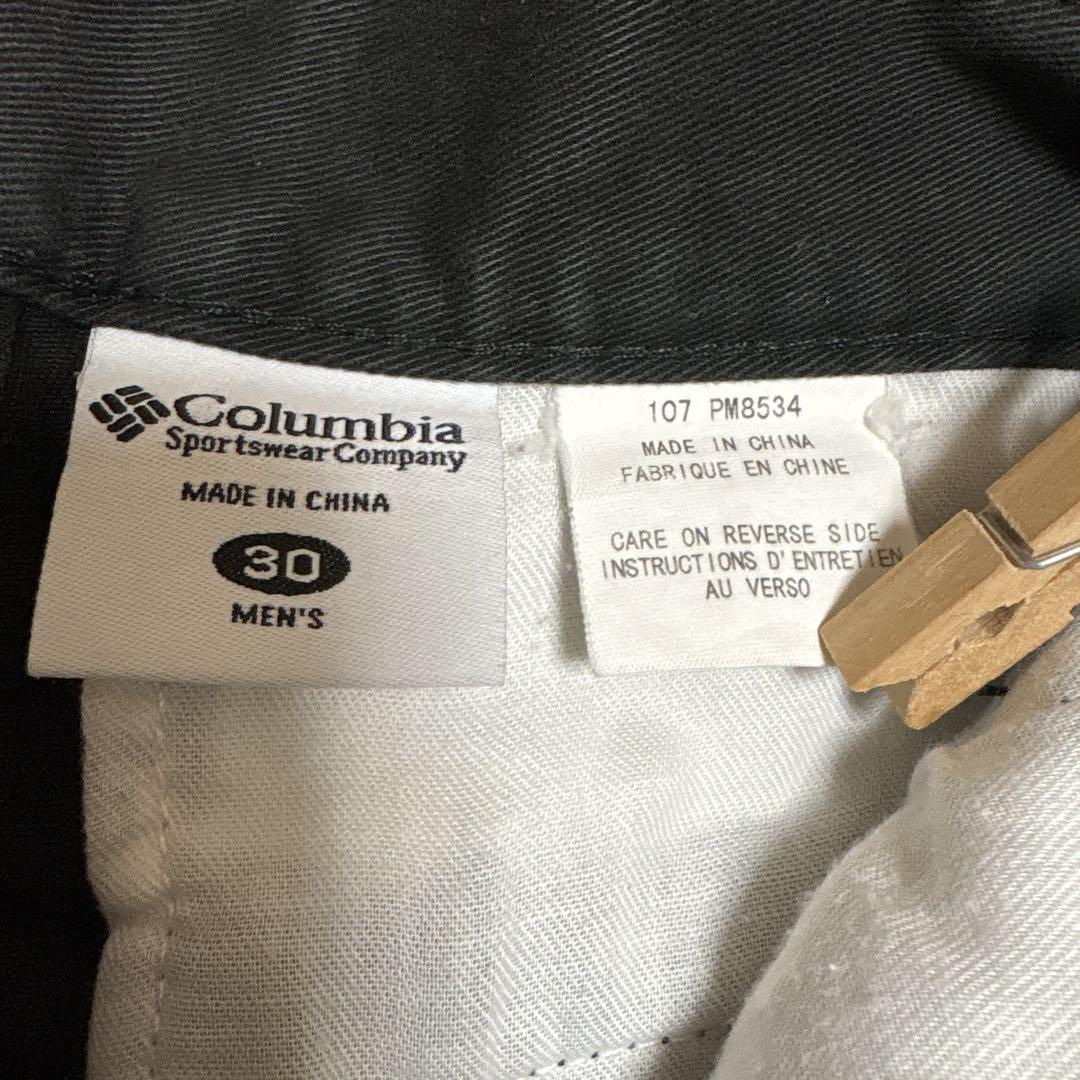 Columbia
Sportswear Company
MADE IN CHINA
30
MEN'S
107 PM8534
MADE IN CHINA
FABRIQUE EN CHINE
CARE ON REVERSE SIDE
INSTRUCTIONS D'ENTRETIEN
AU VERSO